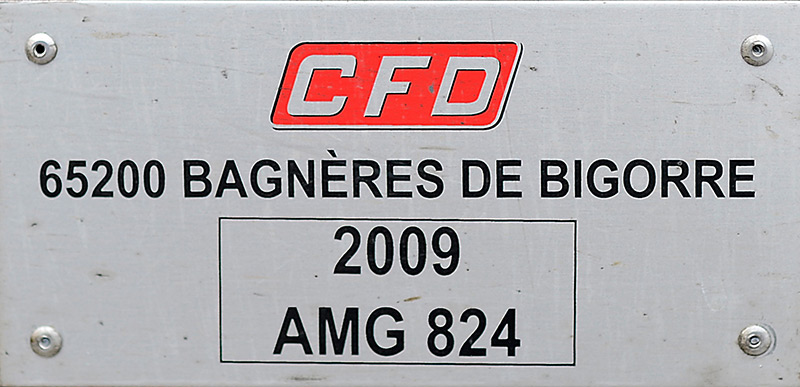 CFD
65200 BAGNÈRES DE BIGORRE
2009
AMG 824